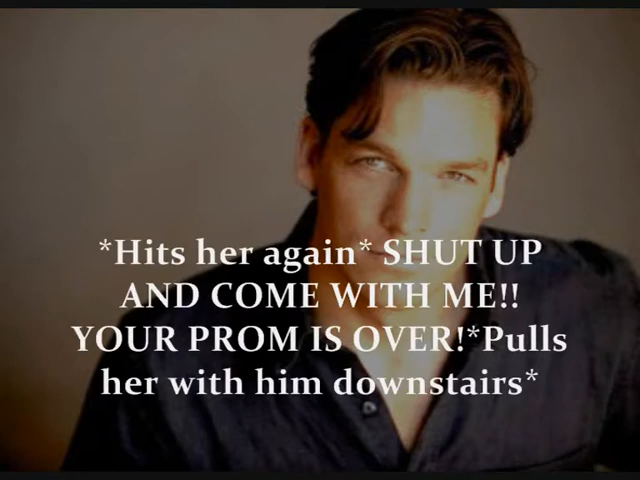 *Hits her again* SHUT UP
AND COME WITH ME!!
YOUR PROM IS OVER!*Pulls
her with him downstairs*